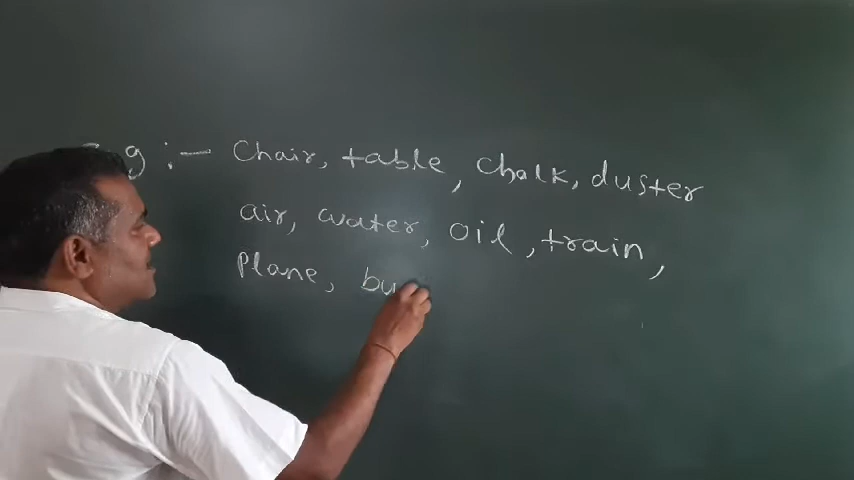 g :- Chair, table, chalk, duster
air, water, oil, train,
plane, bu